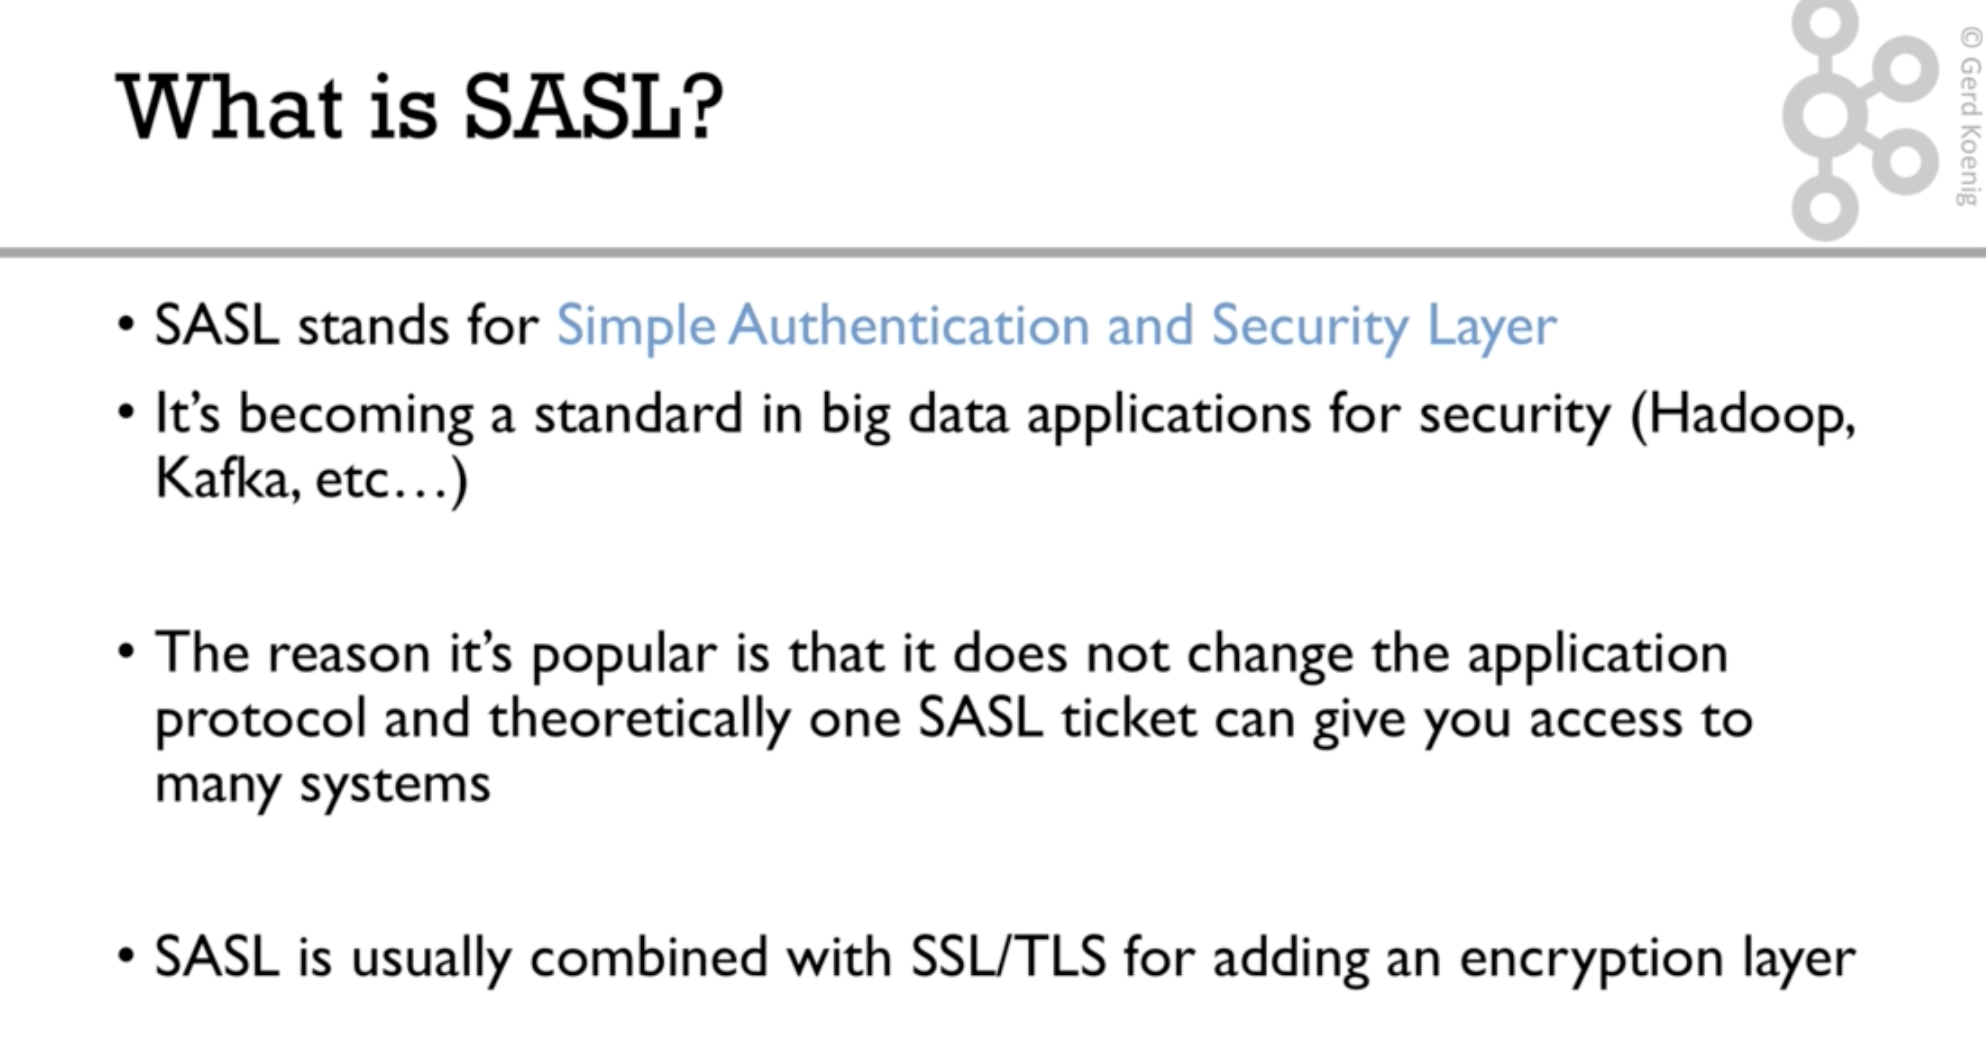 What is SASL?
© Gerd Koenig
• SASL stands for Simple Authentication and Security Layer
• It’s becoming a standard in big data applications for security (Hadoop,
Kafka, etc…)
• The reason it’s popular is that it does not change the application
protocol and theoretically one SASL ticket can give you access to
many systems
• SASL is usually combined with SSL/TLS for adding an encryption layer